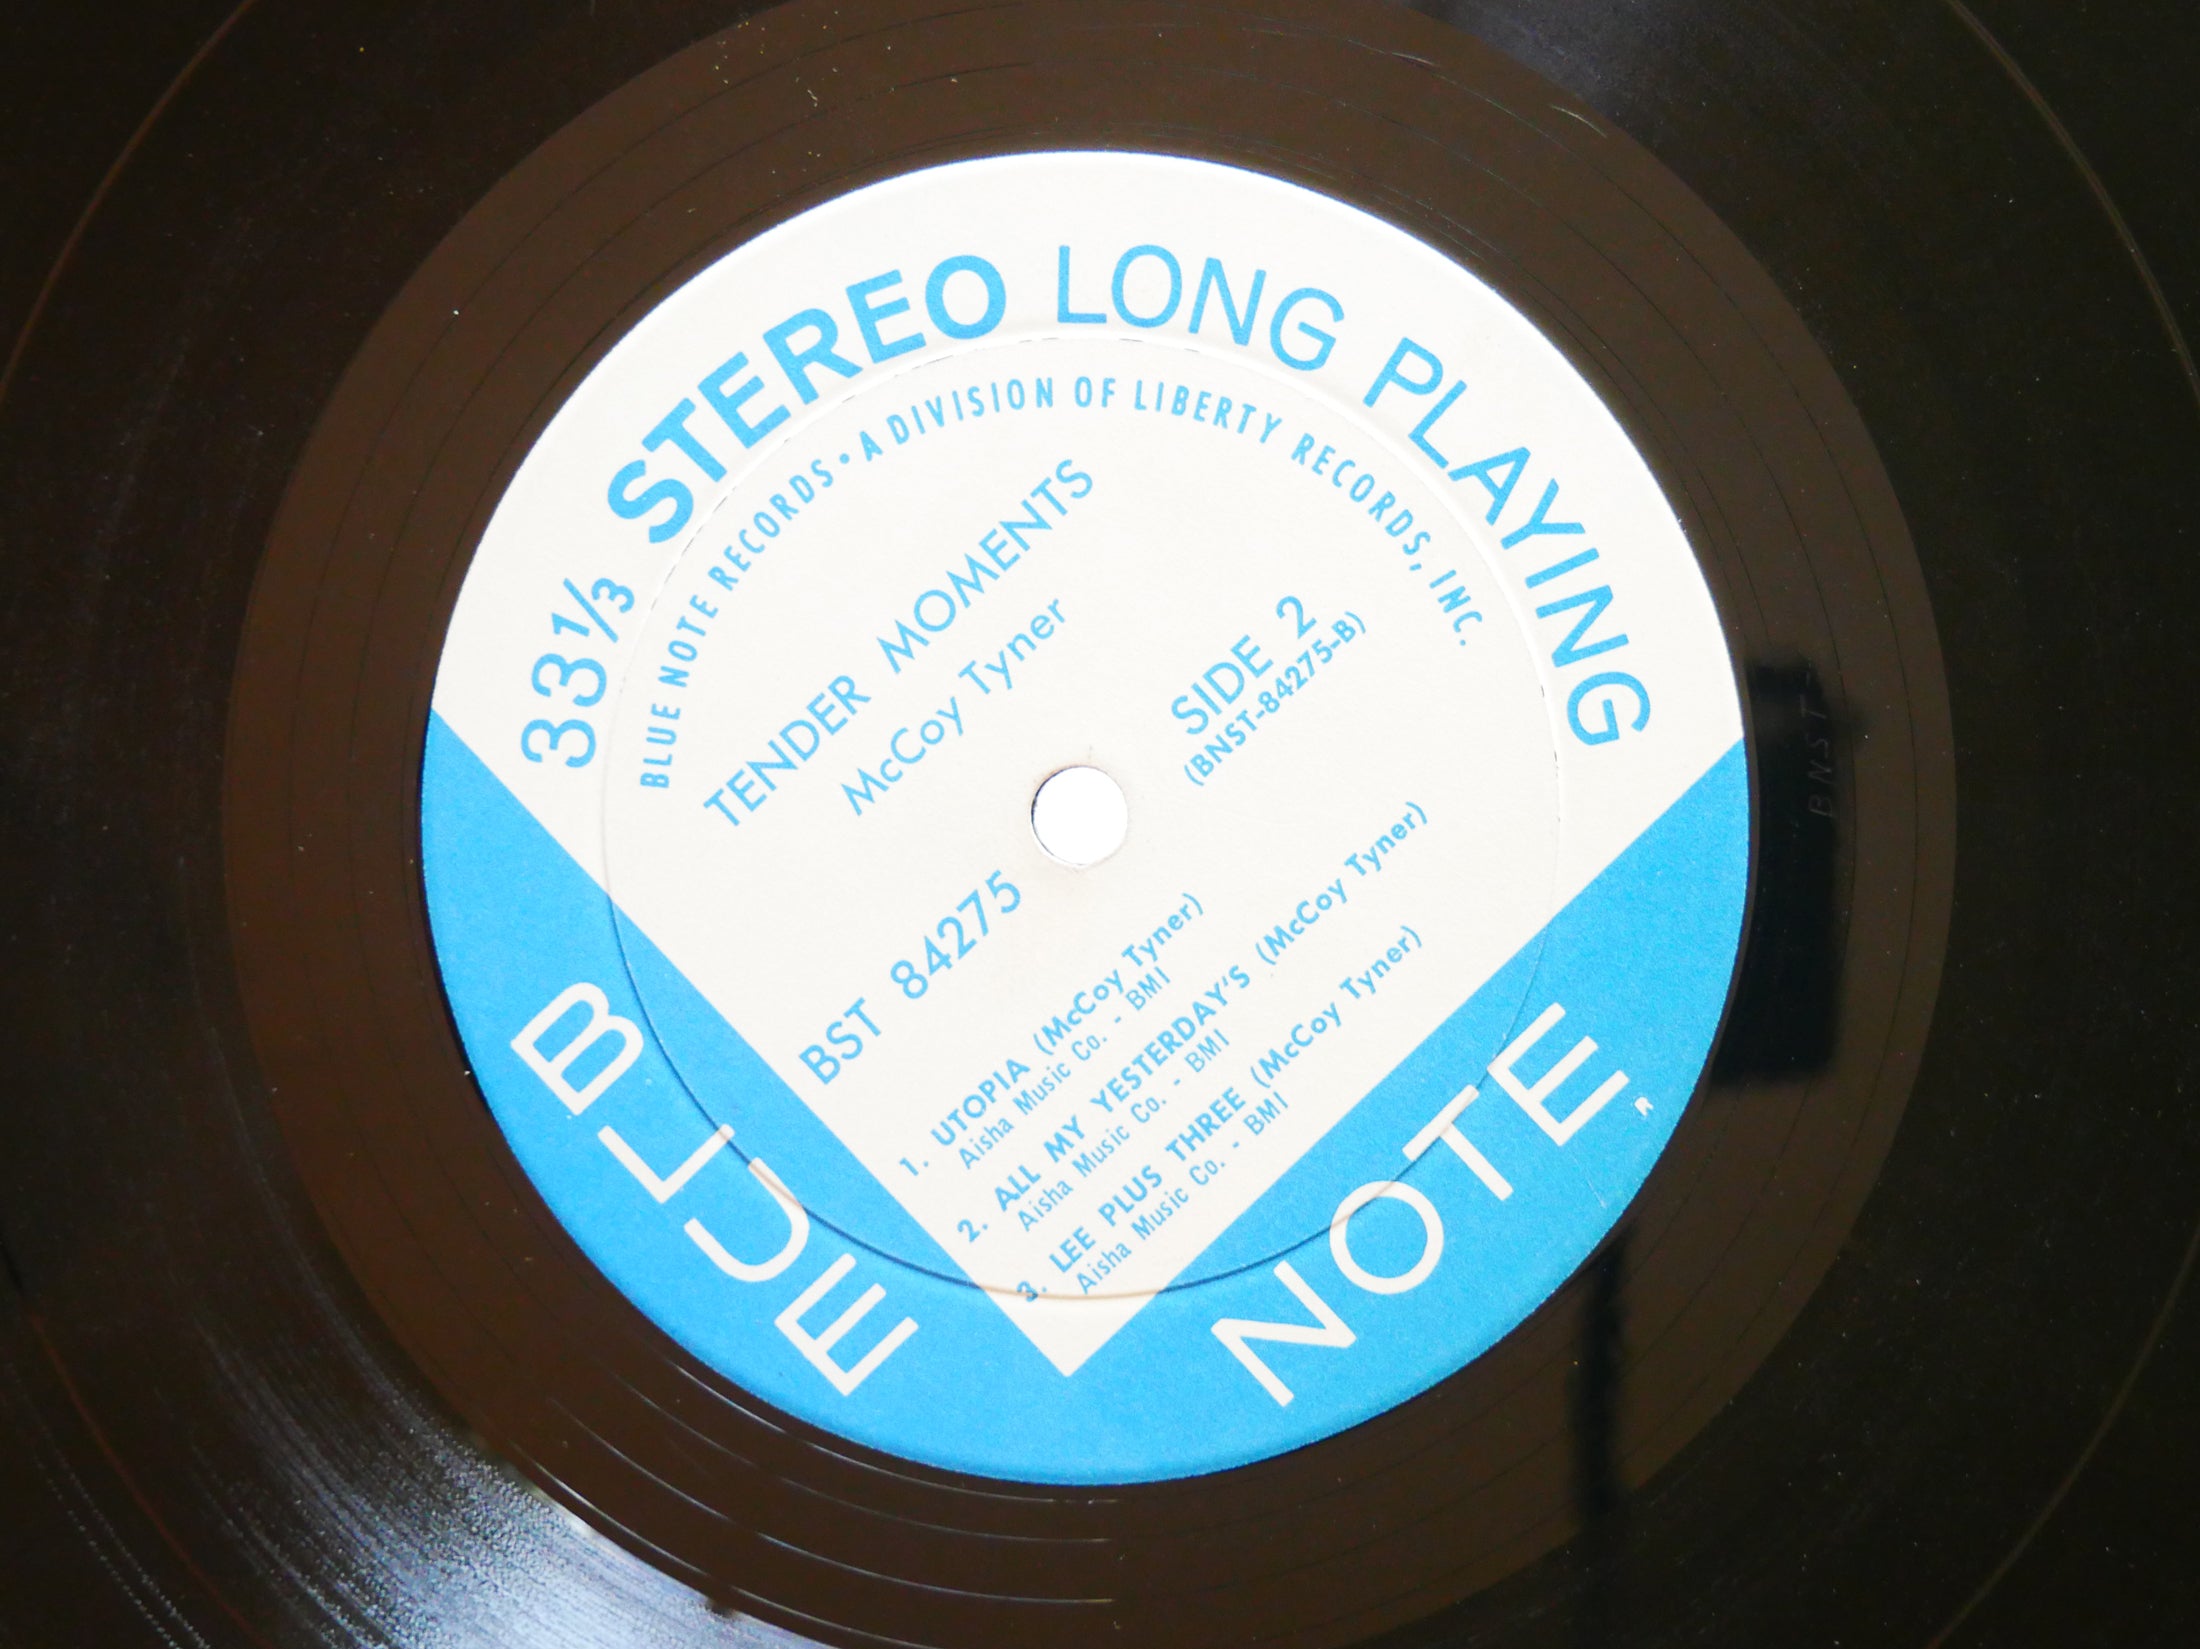 33⅓ STEREO LONG PLAYING
BLUE NOTE RECORDS • A DIVISION OF LIBERTY RECORDS, INC.
TENDER MOMENTS
McCoy Tyner
SIDE 2
(BNST-84275-B)
BST 84275
1. UTOPIA (McCoy Tyner)
Aisha Music Co. - BMI
2. ALL MY YESTERDAY'S (McCoy Tyner)
Aisha Music Co. - BMI
3. LEE PLUS THREE (McCoy Tyner)
Aisha Music Co. - BMI
BLUE NOTE
R
BNST-